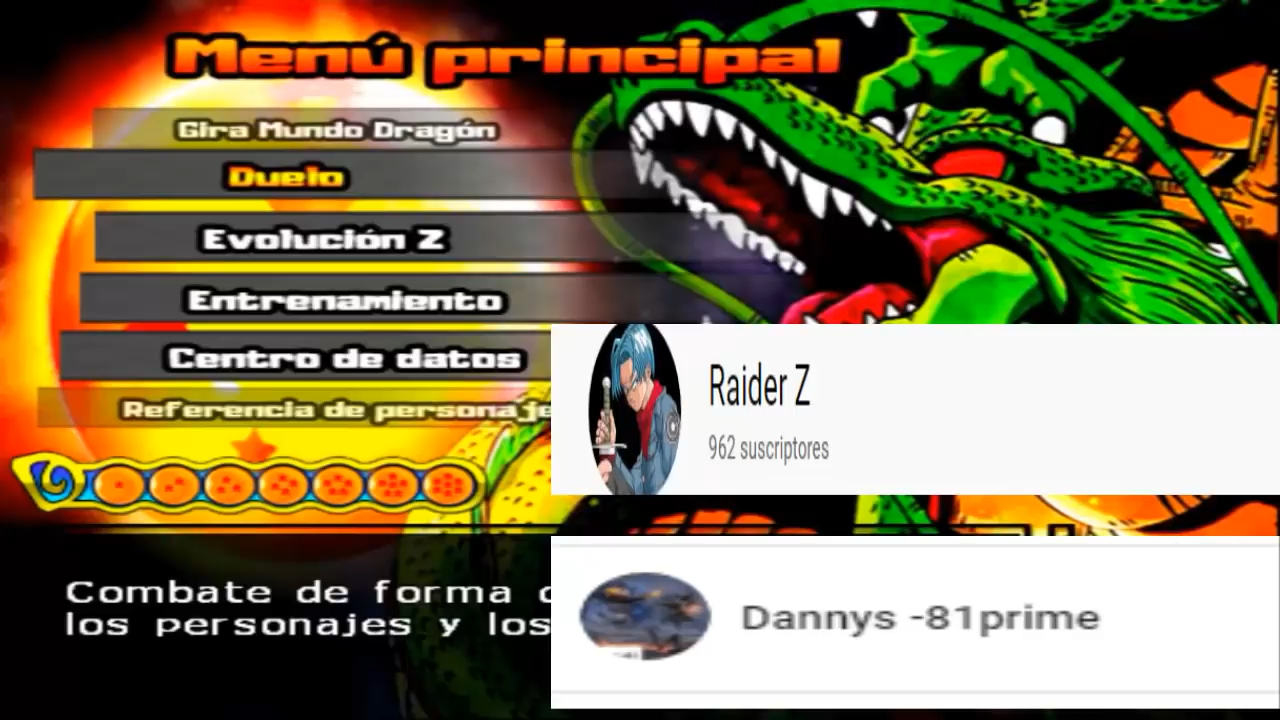 Menú principal
Gira Mundo Dragón
Duelo
Evolución Z
Entrenamiento
Centro de datos
Referencia de personaje
Raider Z
962 suscriptores
Combate de forma
los personajes y los
Dannys -81prime